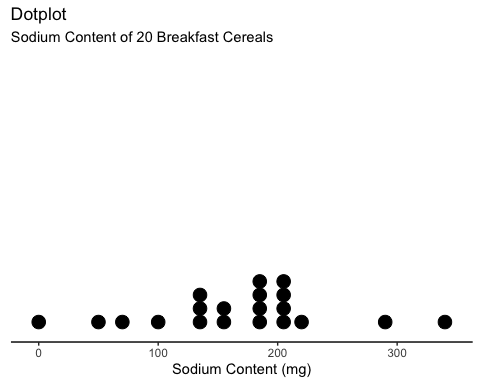 Dotplot
Sodium Content of 20 Breakfast Cereals
0 100 200 300
Sodium Content (mg)